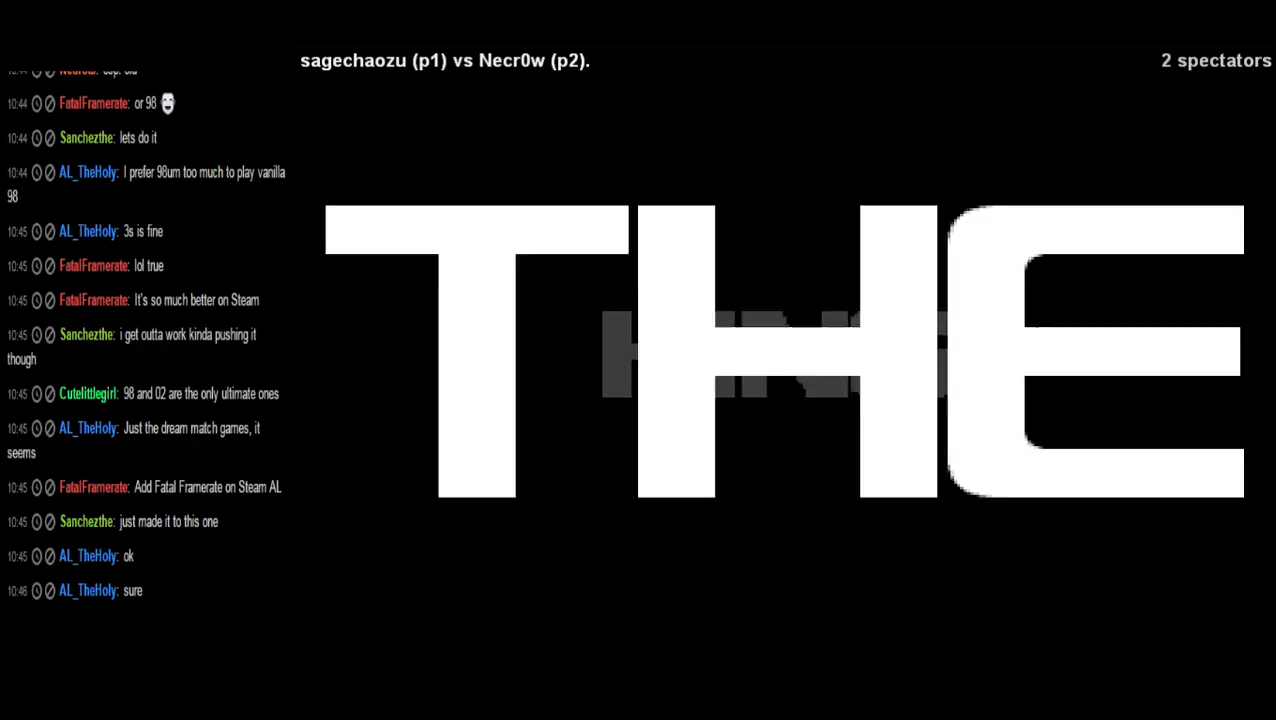 sagechaozu (p1) vs Necr0w (p2).
2 spectators
10:44 FatalFramerate: or 98
10:44 Sanchezthe: lets do it
10:44 AL_TheHoly: I prefer 98um too much to play vanilla
98
10:45 AL_TheHoly: 3s is fine
10:45 FatalFramerate: lol true
10:45 FatalFramerate: It's so much better on Steam
10:45 Sanchezthe: i get outta work kinda pushing it
though
10:45 Cutelittlegirl: 98 and 02 are the only ultimate ones
10:45 AL_TheHoly: Just the dream match games, it
seems
10:45 FatalFramerate: Add Fatal Framerate on Steam AL
10:45 Sanchezthe: just made it to this one
10:45 AL_TheHoly: ok
10:46 AL_TheHoly: sure
THE